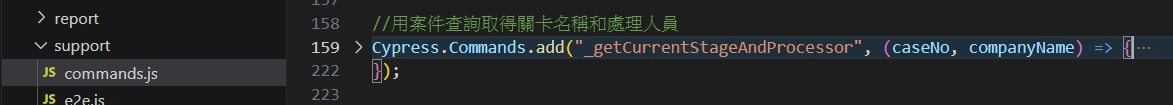 report
support
JS commands.js
JS e2e.js
158
//用案件查詢取得關卡名稱和處理人員
159 Cypress.Commands.add("_getCurrentStageAndProcessor", (caseNo, companyName) => {…
222 });
223